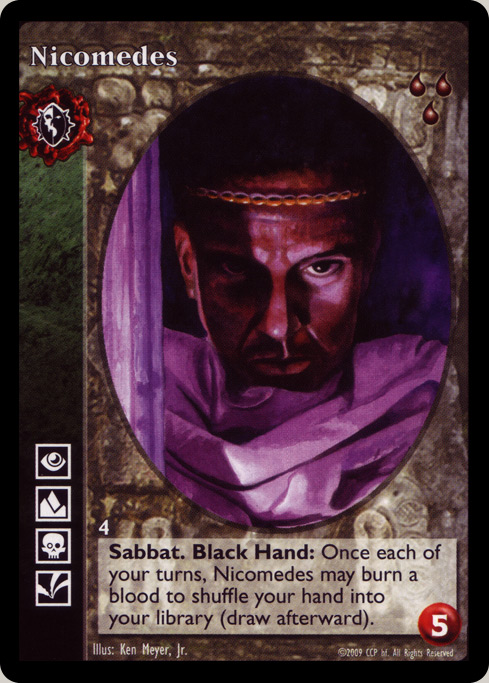 Nicomedes
4
Sabbat. Black Hand: Once each of
your turns, Nicomedes may burn a
blood to shuffle your hand into
your library (draw afterward).
5
Illus: Ken Meyer, Jr.
©2009 CCP hf. All Rights Reserved